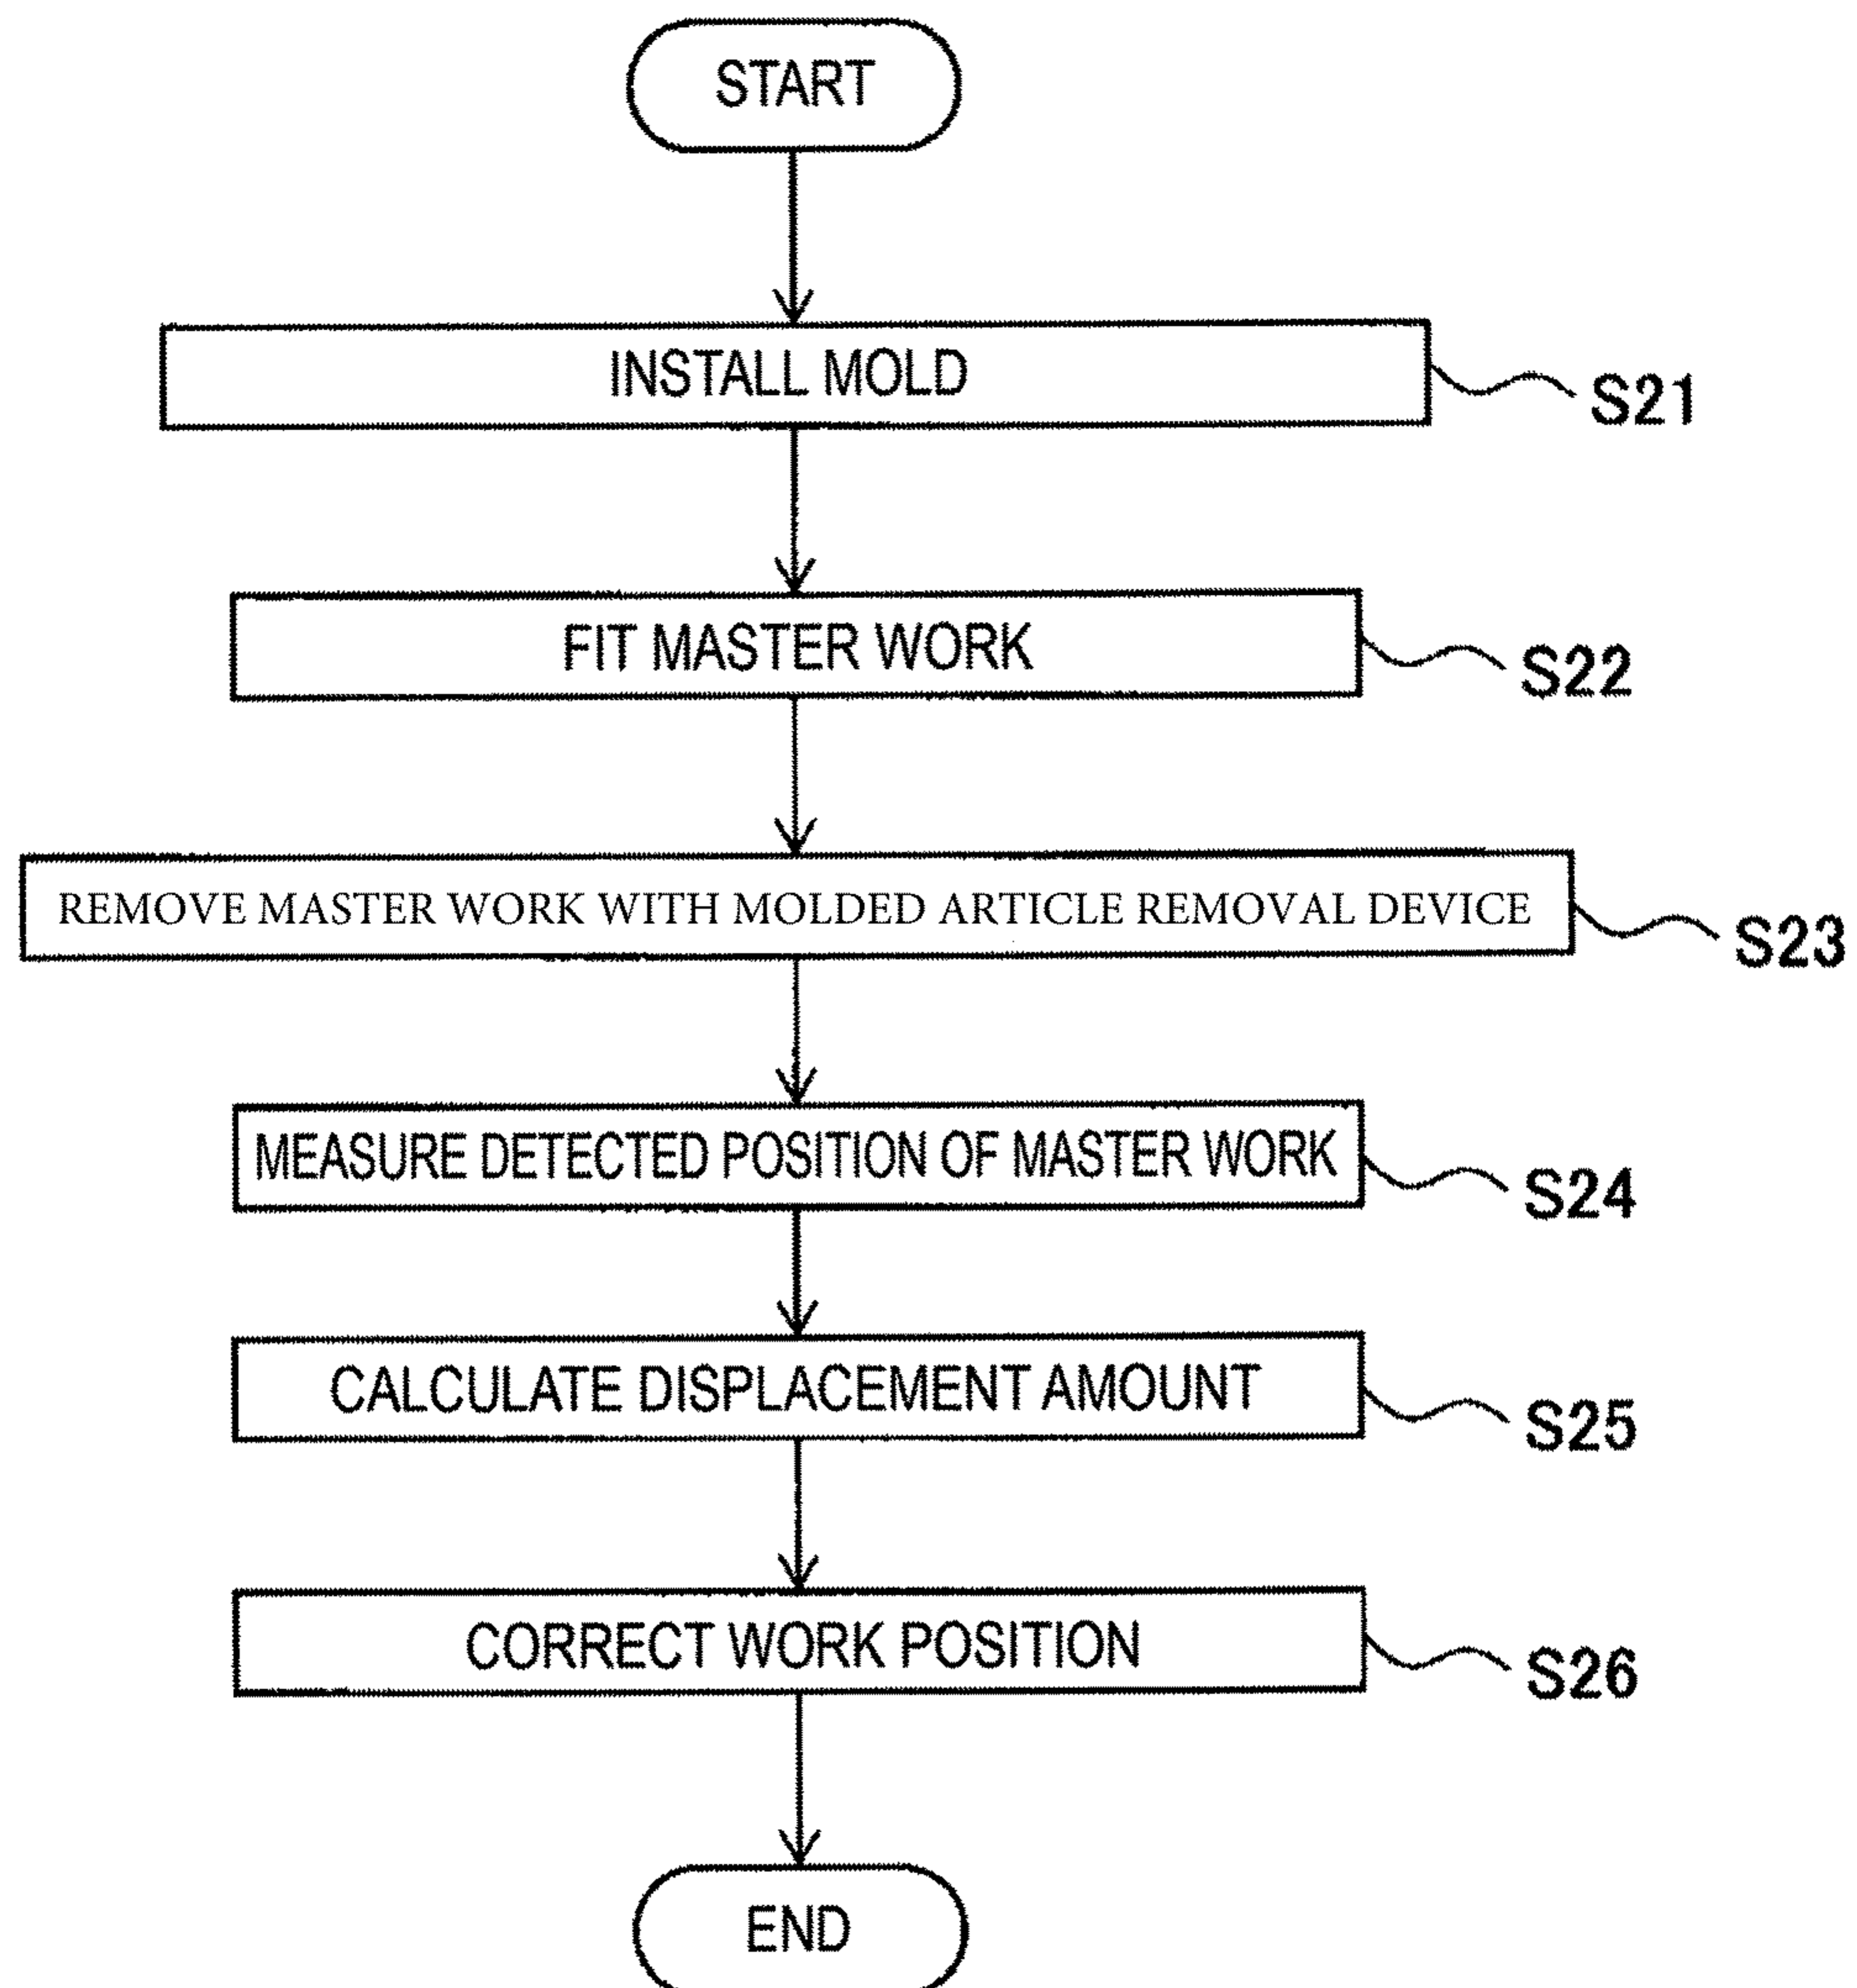 START
INSTALL MOLD
S21
FIT MASTER WORK
S22
REMOVE MASTER WORK WITH MOLDED ARTICLE REMOVAL DEVICE
S23
MEASURE DETECTED POSITION OF MASTER WORK
S24
CALCULATE DISPLACEMENT AMOUNT
S25
CORRECT WORK POSITION
S26
END